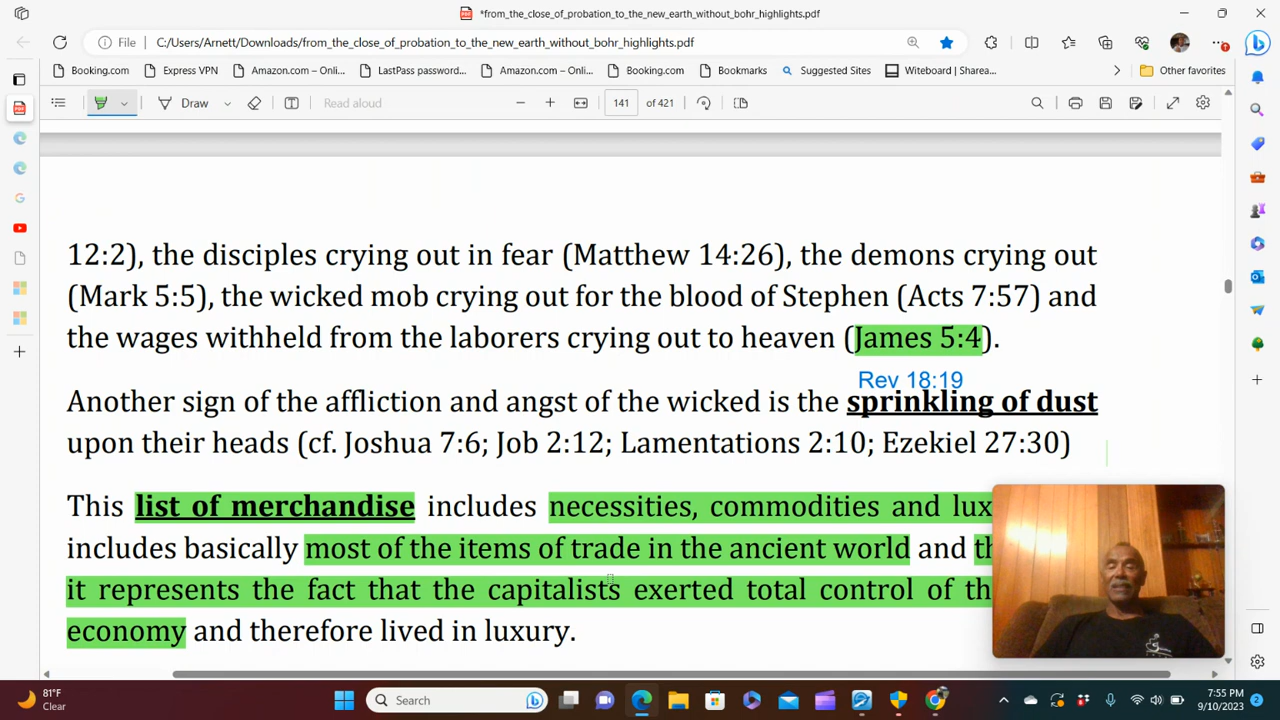 *from_the_close_of_probation_to_the_new_earth_without_bohr_highlights.pdf
File C:/Users/Arnett/Downloads/from_the_close_of_probation_to_the_new_earth_without_bohr_highlights.pdf
Booking.com Express VPN Amazon.com – Onli... LastPass password... Amazon.com – Onli... Booking.com Bookmarks Suggested Sites Witeboard | Sharea... Other favorites
Draw Read aloud 141 of 421
12:2), the disciples crying out in fear (Matthew 14:26), the demons crying out
(Mark 5:5), the wicked mob crying out for the blood of Stephen (Acts 7:57) and
the wages withheld from the laborers crying out to heaven (James 5:4).
Rev 18:19
Another sign of the affliction and angst of the wicked is the sprinkling of dust
upon their heads (cf. Joshua 7:6; Job 2:12; Lamentations 2:10; Ezekiel 27:30)
This list of merchandise includes necessities, commodities and lux
includes basically most of the items of trade in the ancient world and
it represents the fact that the capitalists exerted total control of
economy and therefore lived in luxury.
81°F
Clear
Search
7:55 PM
9/10/2023